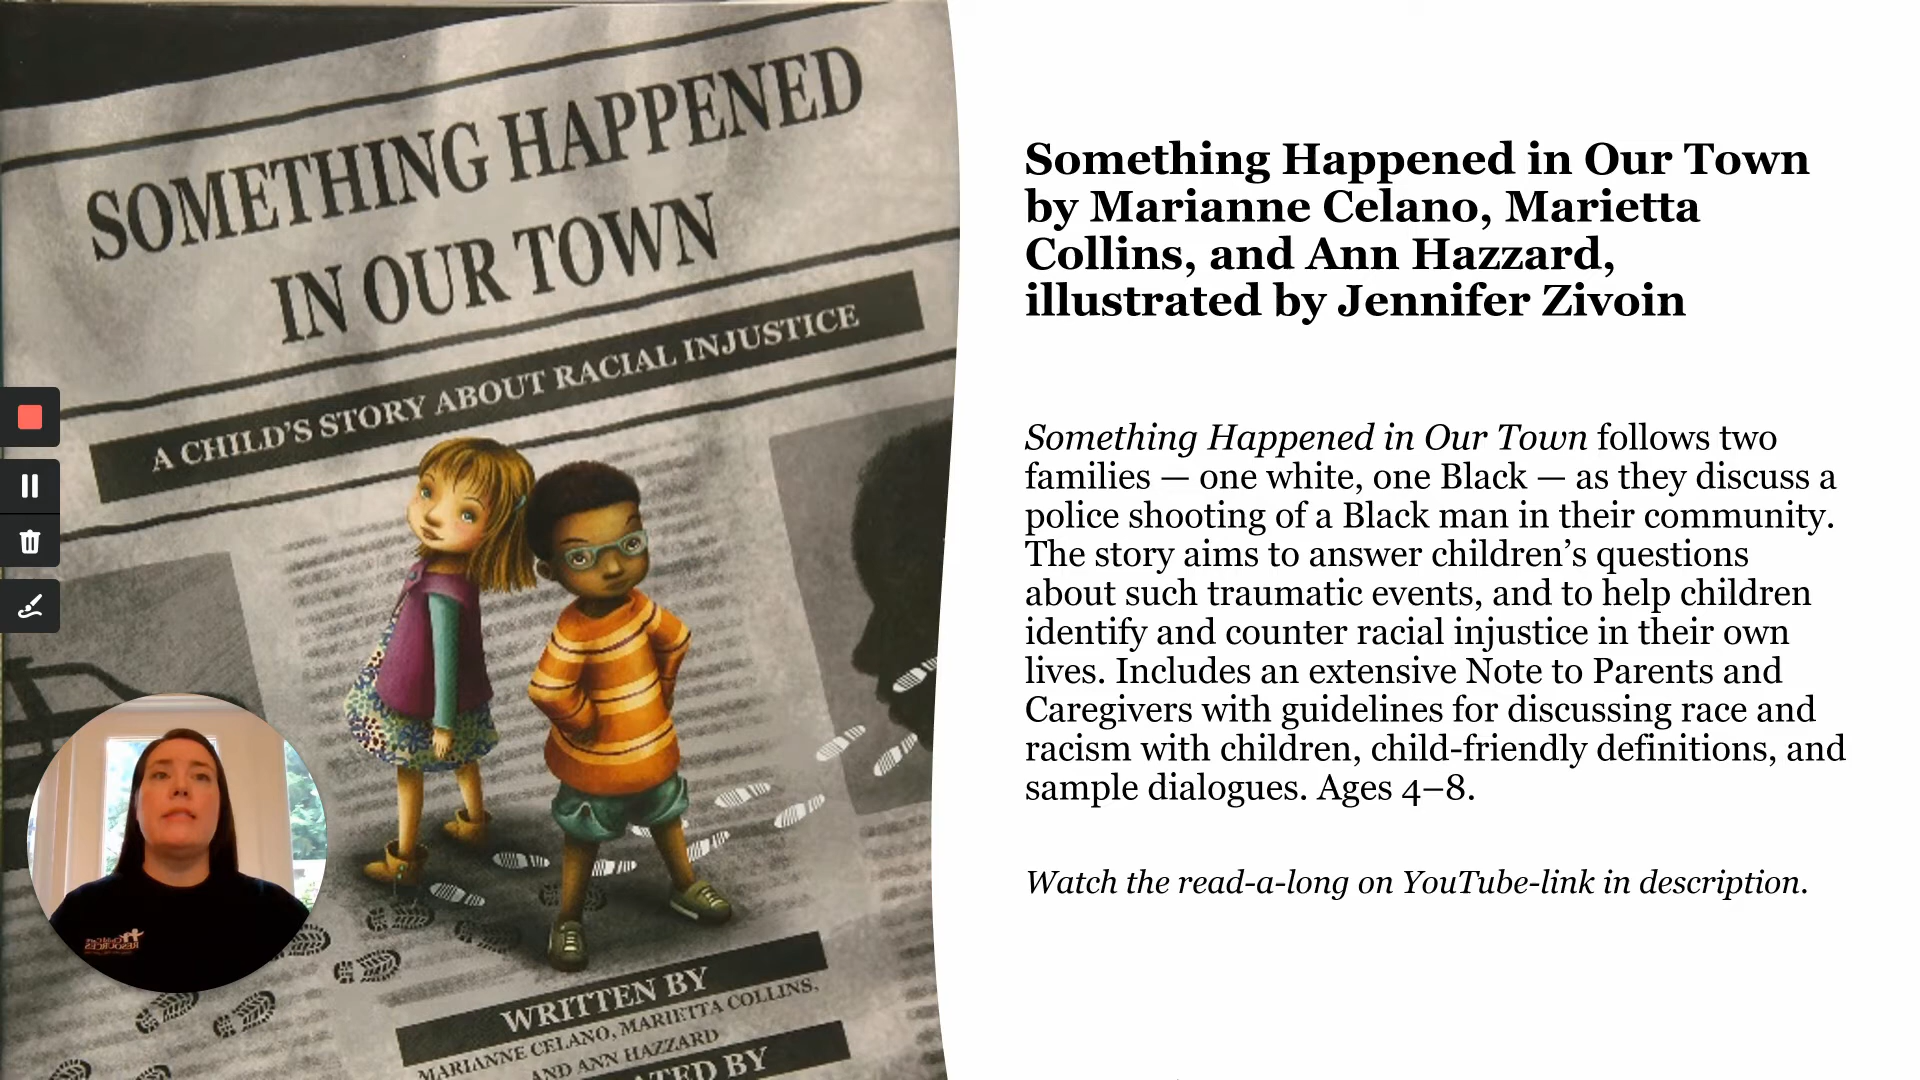 SOMETHING HAPPENED
IN OUR TOWN
A CHILD'S STORY ABOUT RACIAL INJUSTICE
WRITTEN BY
MARIANNE CELANO, MARIETTA COLLINS,
AND ANN HAZZARD
ATED BY
RESOURCES
Something Happened in Our Town
by Marianne Celano, Marietta
Collins, and Ann Hazzard,
illustrated by Jennifer Zivoin
Something Happened in Our Town follows two
families — one white, one Black — as they discuss a
police shooting of a Black man in their community.
The story aims to answer children’s questions
about such traumatic events, and to help children
identify and counter racial injustice in their own
lives. Includes an extensive Note to Parents and
Caregivers with guidelines for discussing race and
racism with children, child-friendly definitions, and
sample dialogues. Ages 4–8.
Watch the read-a-long on YouTube-link in description.